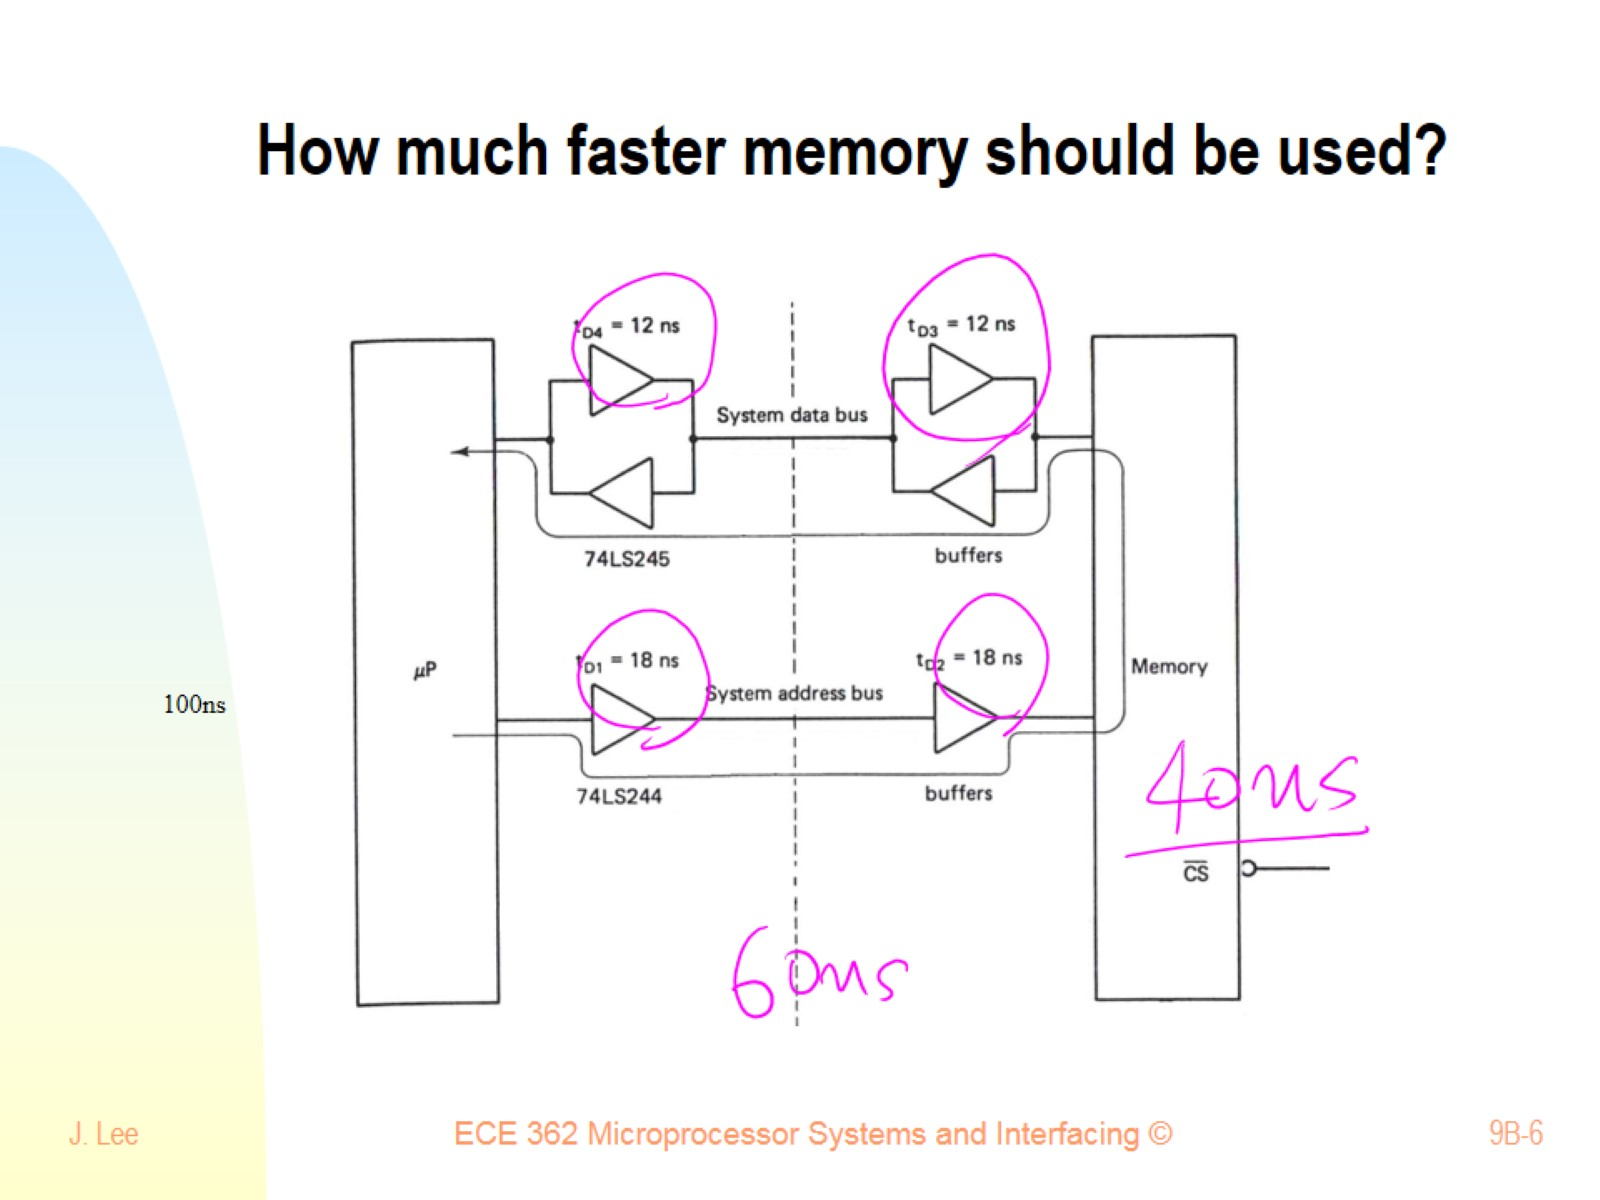 How much faster memory should be used?
tD4 = 12 ns
tD3 = 12 ns
System data bus
74LS245
buffers
tD1 = 18 ns
tD2 = 18 ns
μP
System address bus
Memory
100ns
40ns
74LS244
buffers
CS
60ns
J. Lee
ECE 362 Microprocessor Systems and Interfacing ©
9B-6